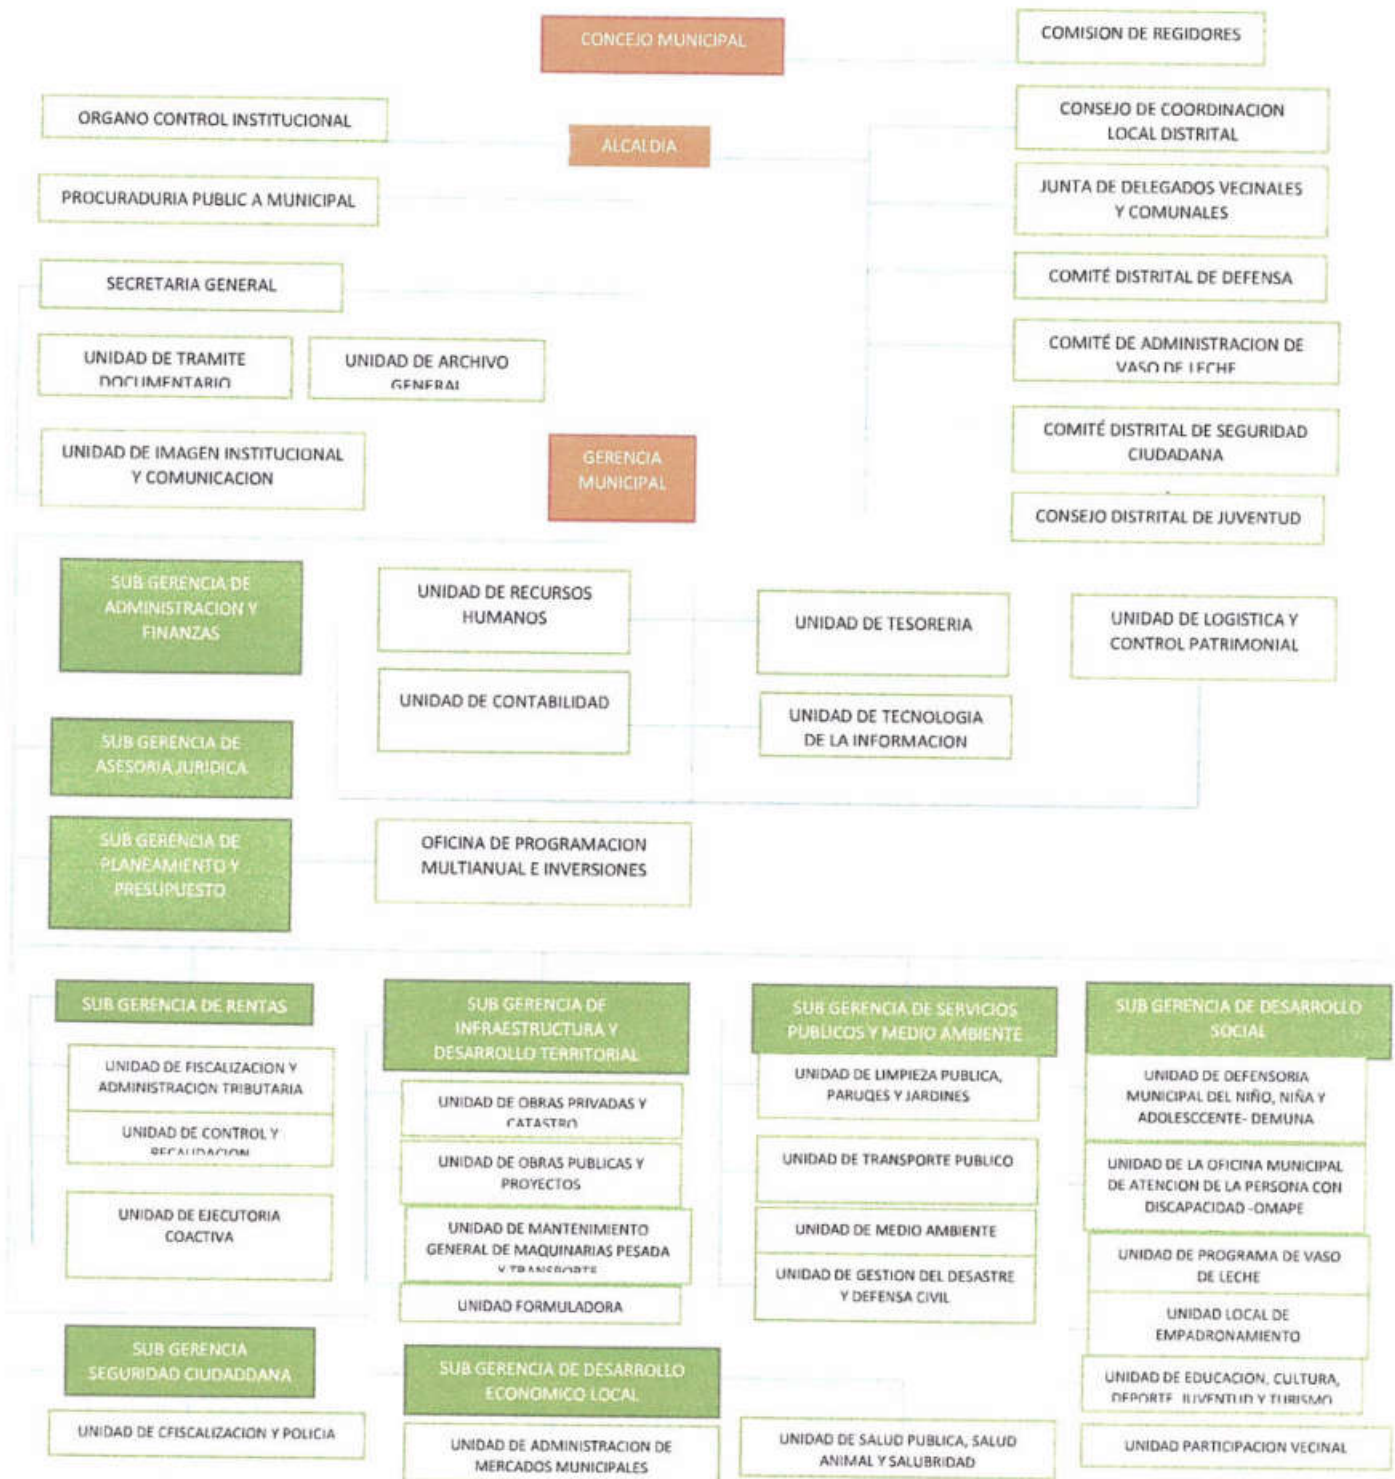 CONCEJO MUNICIPAL
COMISION DE REGIDORES
ORGANO CONTROL INSTITUCIONAL
ALCALDIA
CONSEJO DE COORDINACION
LOCAL DISTRITAL
PROCURADURIA PUBLIC A MUNICIPAL
JUNTA DE DELEGADOS VECINALES
Y COMUNALES
SECRETARIA GENERAL
COMITÉ DISTRITAL DE DEFENSA
UNIDAD DE TRAMITE
DOCUMENTARIO
UNIDAD DE ARCHIVO
GENERAL
COMITÉ DE ADMINISTRACION DE
VASO DE LECHE
UNIDAD DE IMAGEN INSTITUCIONAL
Y COMUNICACION
GERENCIA
MUNICIPAL
COMITÉ DISTRITAL DE SEGURIDAD
CIUDADANA
CONSEJO DISTRITAL DE JUVENTUD
SUB GERENCIA DE
ADMINISTRACION Y
FINANZAS
UNIDAD DE RECURSOS
HUMANOS
UNIDAD DE TESORERIA
UNIDAD DE LOGISTICA Y
CONTROL PATRIMONIAL
UNIDAD DE CONTABILIDAD
UNIDAD DE TECNOLOGIA
DE LA INFORMACION
SUB GERENCIA DE
ASESORIA JURIDICA
SUB GERENCIA DE
PLANEAMIENTO Y
PRESUPUESTO
OFICINA DE PROGRAMACION
MULTIANUAL E INVERSIONES
SUB GERENCIA DE RENTAS
UNIDAD DE FISCALIZACION Y
ADMINISTRACION TRIBUTARIA
UNIDAD DE CONTROL Y
RECAUDACION
UNIDAD DE EJECUTORIA
COACTIVA
SUB GERENCIA DE
INFRAESTRUCTURA Y
DESARROLLO TERRITORIAL
UNIDAD DE OBRAS PRIVADAS Y
CATASTRO
UNIDAD DE OBRAS PUBLICAS Y
PROYECTOS
UNIDAD DE MANTENIMIENTO
GENERAL DE MAQUINARIAS PESADA
Y TRANSPORTE
UNIDAD FORMULADORA
SUB GERENCIA DE SERVICIOS
PUBLICOS Y MEDIO AMBIENTE
UNIDAD DE LIMPIEZA PUBLICA,
PARUQES Y JARDINES
UNIDAD DE TRANSPORTE PUBLICO
UNIDAD DE MEDIO AMBIENTE
UNIDAD DE GESTION DEL DESASTRE
Y DEFENSA CIVIL
SUB GERENCIA DE DESARROLLO
SOCIAL
UNIDAD DE DEFENSORIA
MUNICIPAL DEL NIÑO, NIÑA Y
ADOLESCCENTE- DEMUNA
UNIDAD DE LA OFICINA MUNICIPAL
DE ATENCION DE LA PERSONA CON
DISCAPACIDAD -OMAPE
UNIDAD DE PROGRAMA DE VASO
DE LECHE
UNIDAD LOCAL DE
EMPADRONAMIENTO
UNIDAD DE EDUCACION, CULTURA,
DEPORTE, JUVENTUD Y TURISMO
UNIDAD PARTICIPACION VECINAL
SUB GERENCIA
SEGURIDAD CIUDADDANA
UNIDAD DE CFISCALIZACION Y POLICIA
SUB GERENCIA DE DESARROLLO
ECONOMICO LOCAL
UNIDAD DE ADMINISTRACION DE
MERCADOS MUNICIPALES
UNIDAD DE SALUD PUBLICA, SALUD
ANIMAL Y SALUBRIDAD